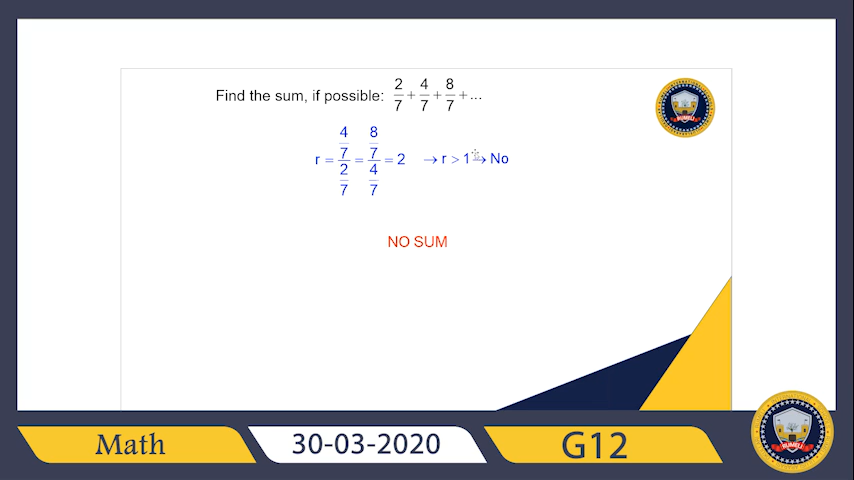 Find the sum, if possible: 2/7 + 4/7 + 8/7 + ...
r = (4/7)/(2/7) = (8/7)/(4/7) = 2 → r > 1 → No
NO SUM
Math
30-03-2020
G12